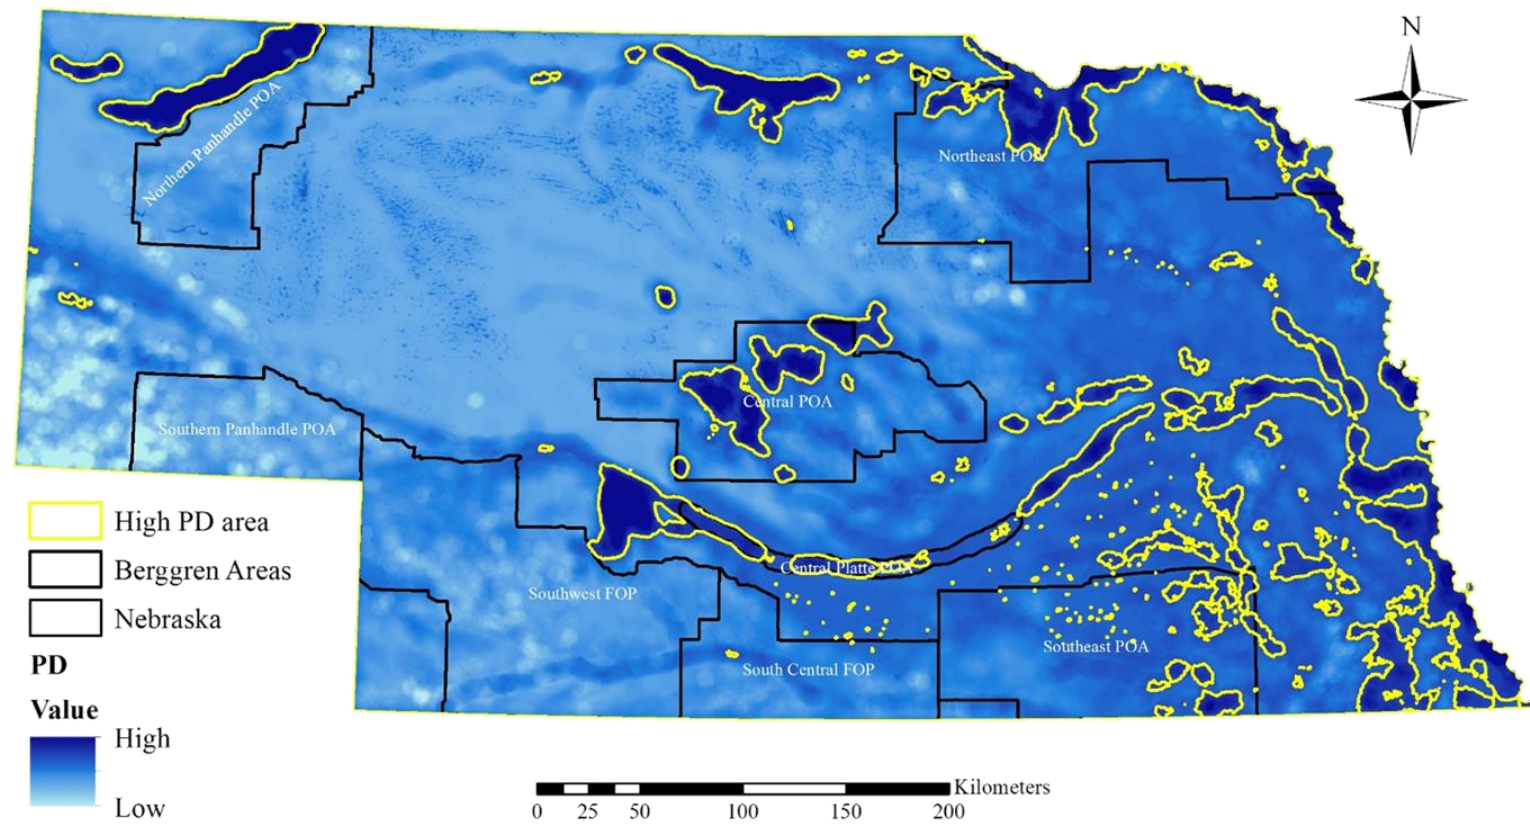 N
Northern Panhandle POA
Northeast POA
Central POA
Southern Panhandle POA
High PD area
Berggren Areas
Nebraska
PD
Value
High
Low
Central Platte POA
Southwest FOP
Southeast POA
South Central FOP
Kilometers
0 25 50 100 150 200